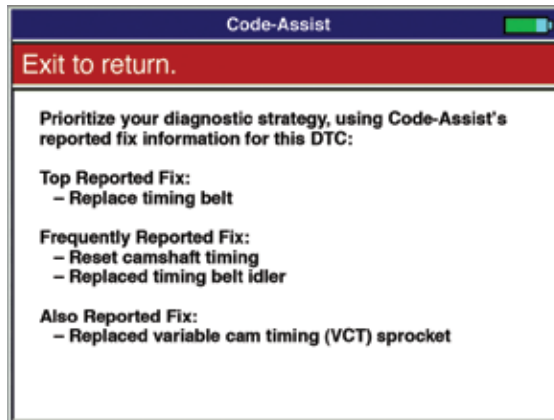 Code-Assist
Exit to return.
Prioritize your diagnostic strategy, using Code-Assist's
reported fix information for this DTC:
Top Reported Fix:
– Replace timing belt
Frequently Reported Fix:
– Reset camshaft timing
– Replaced timing belt idler
Also Reported Fix:
– Replaced variable cam timing (VCT) sprocket